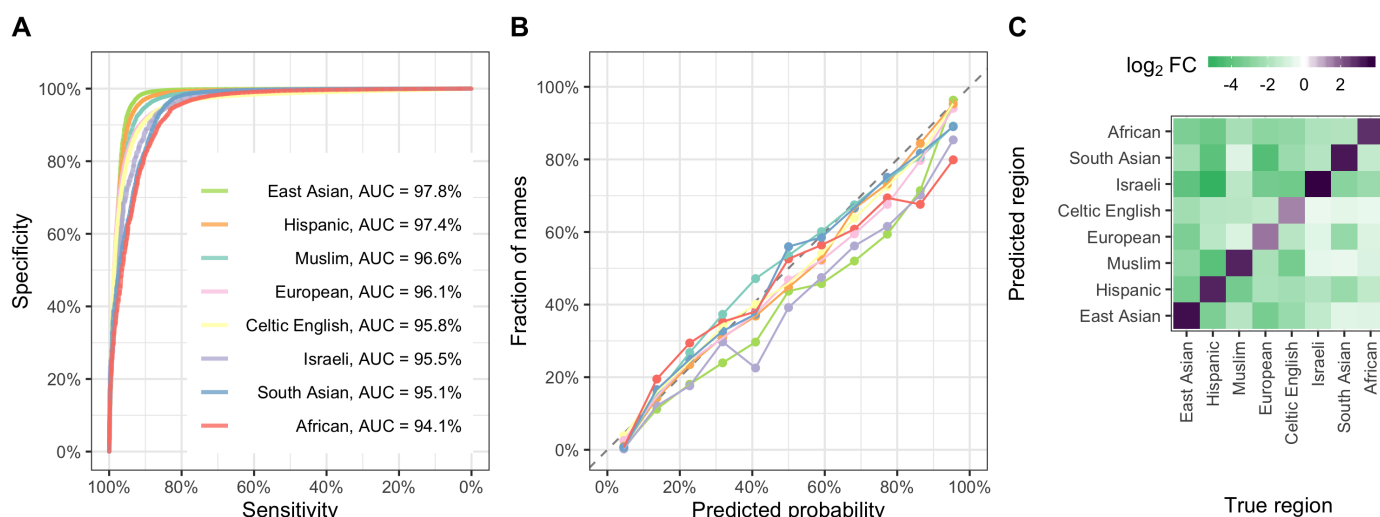 A
100%
80%
60%
40%
20%
0%
Specificity
East Asian, AUC = 97.8%
Hispanic, AUC = 97.4%
Muslim, AUC = 96.6%
European, AUC = 96.1%
Celtic English, AUC = 95.8%
Israeli, AUC = 95.5%
South Asian, AUC = 95.1%
African, AUC = 94.1%
100% 80% 60% 40% 20% 0%
Sensitivity
B
100%
80%
60%
40%
20%
0%
Fraction of names
0% 20% 40% 60% 80% 100%
Predicted probability
C
log₂ FC
-4 -2 0 2
Predicted region
African
South Asian
Israeli
Celtic English
European
Muslim
Hispanic
East Asian
East Asian
Hispanic
Muslim
European
Celtic English
Israeli
South Asian
African
True region